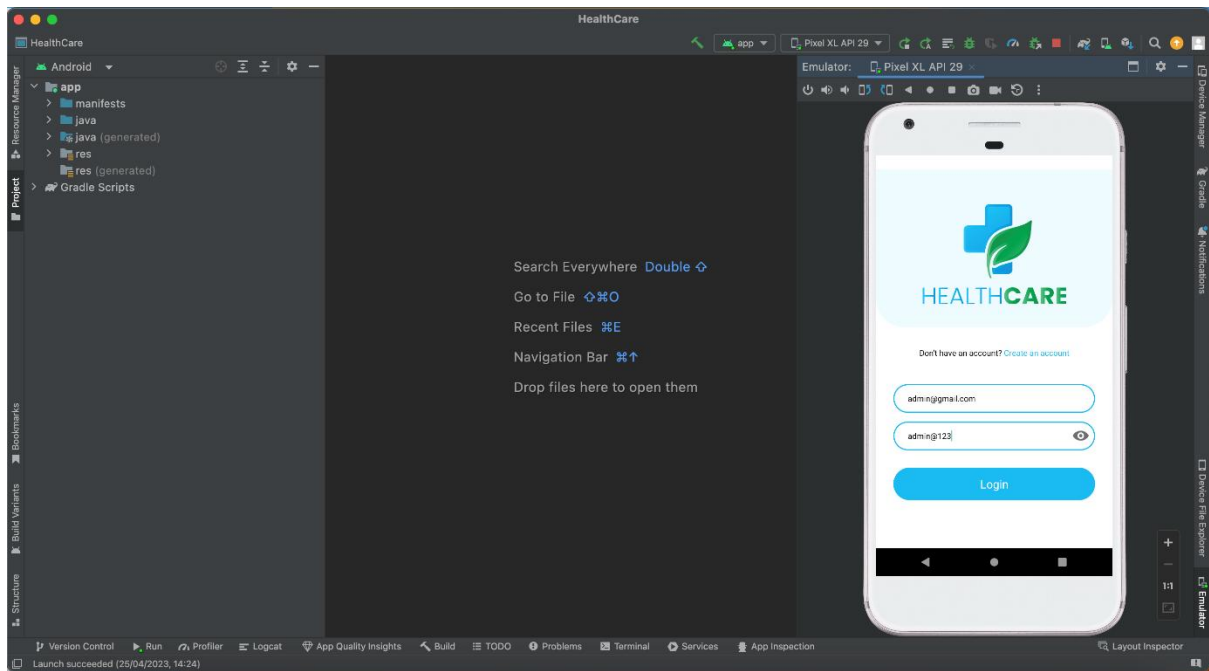 HealthCare
HealthCare
app
Pixel XL API 29
Android
Emulator: Pixel XL API 29
app
manifests
java
java (generated)
res
res (generated)
Gradle Scripts
Resource Manager
Project
Bookmarks
Build Variants
Structure
Search Everywhere Double ⇧
Go to File ⇧⌘O
Recent Files ⌘E
Navigation Bar ⌘↑
Drop files here to open them
HEALTHCARE
Don't have an account? Create an account
admin@gmail.com
admin@123
Login
1:1
Device Manager
Gradle
Notifications
Device File Explorer
Emulator
Version Control Run Profiler Logcat App Quality Insights Build TODO Problems Terminal Services App Inspection Layout Inspector
Launch succeeded (25/04/2023, 14:24)